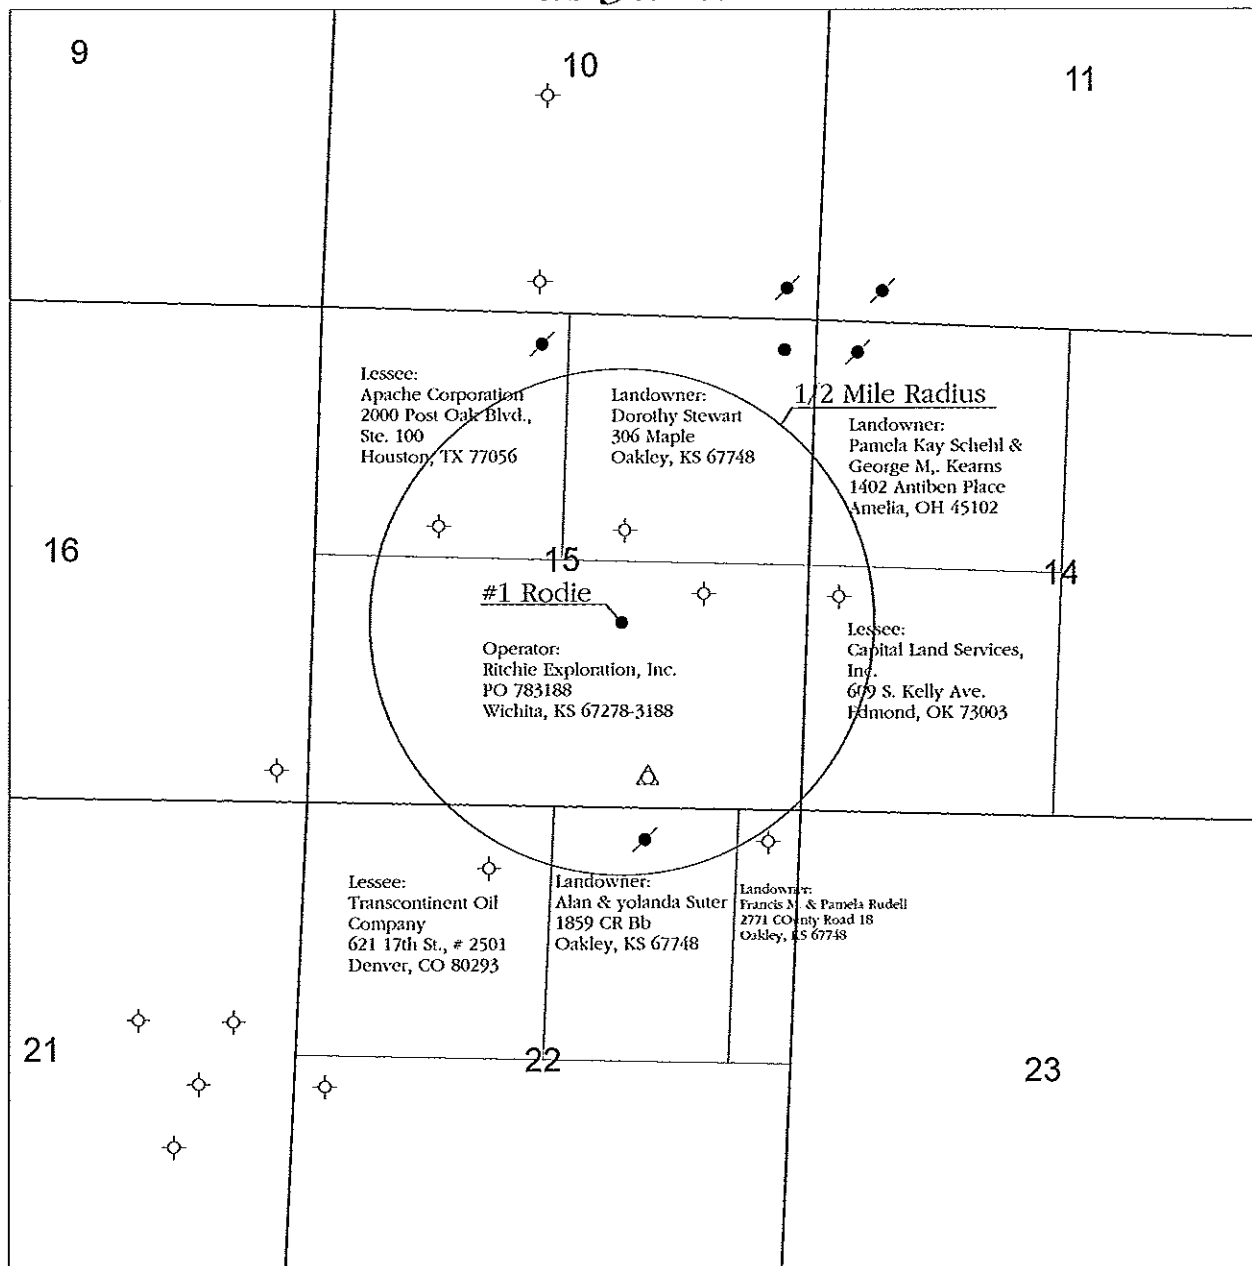 9
10
11
Lessee:
Apache Corporation
2000 Post Oak Blvd.,
Ste. 100
Houston, TX 77056
Landowner:
Dorothy Stewart
306 Maple
Oakley, KS 67748
1/2 Mile Radius
Landowner:
Pamela Kay Schehl &
George M,. Kearns
1402 Antiben Place
Amelia, OH 45102
16
15
14
#1 Rodie
Operator:
Ritchie Exploration, Inc.
PO 783188
Wichita, KS 67278-3188
Lessee:
Capital Land Services,
Inc.
609 S. Kelly Ave.
Edmond, OK 73003
Lessee:
Transcontinent Oil
Company
621 17th St., # 2501
Denver, CO 80293
Landowner:
Alan & yolanda Suter
1859 CR Bb
Oakley, KS 67748
Landowner:
Francis M. & Pamela Rudell
2771 COunty Road 18
Oakley, KS 67748
21
22
23